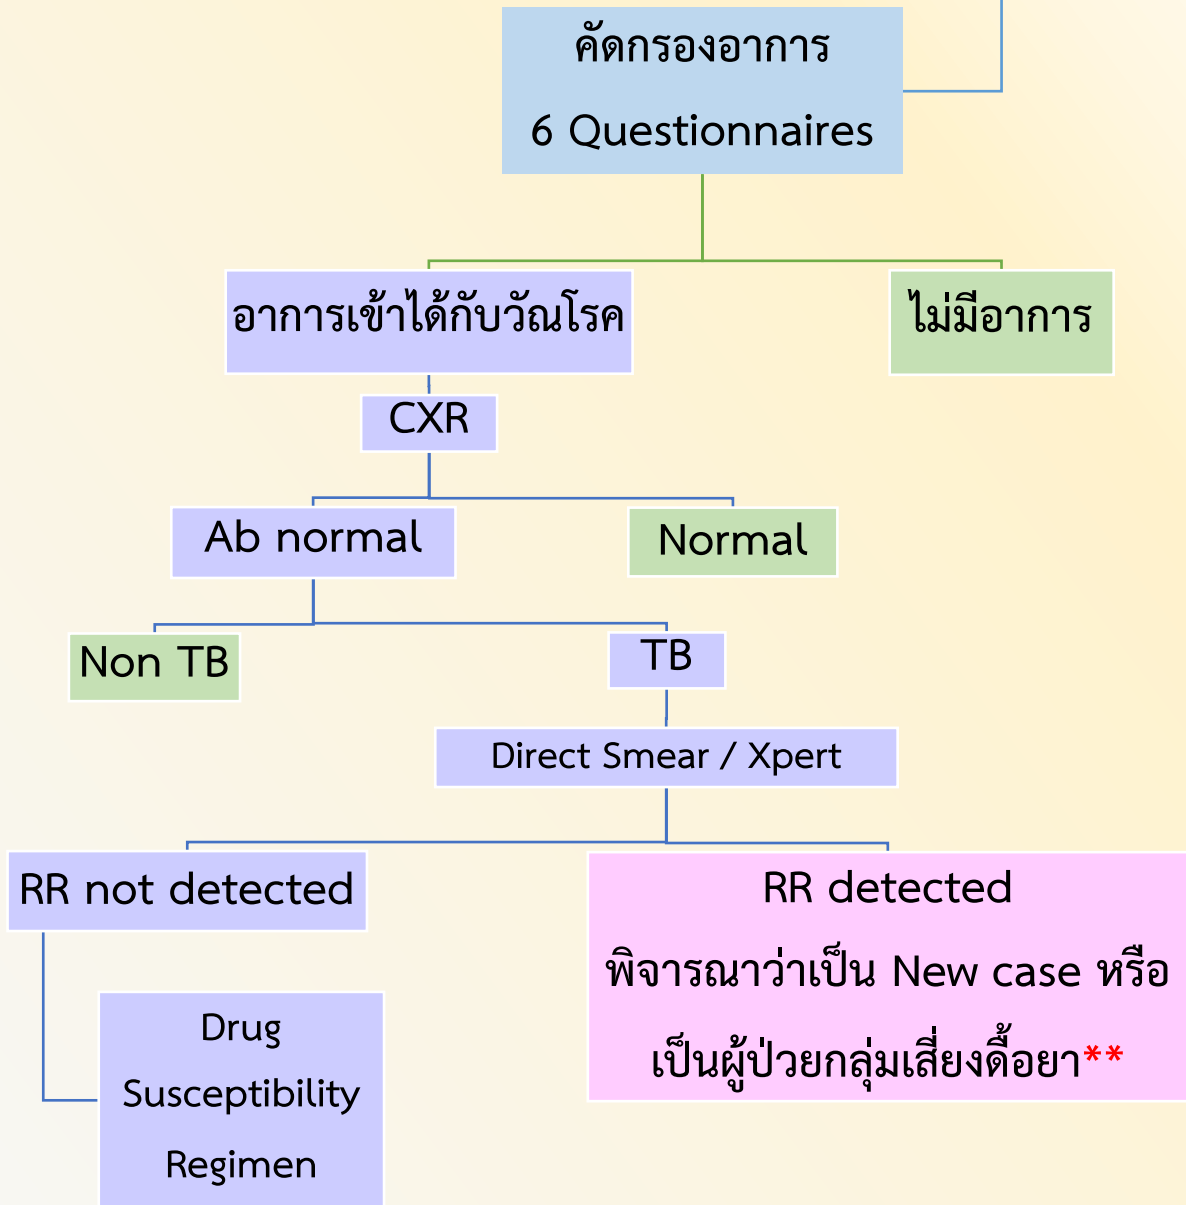 คัดกรองอาการ
6 Questionnaires
อาการเข้าได้กับวัณโรค
ไม่มีอาการ
CXR
Ab normal
Normal
Non TB
TB
Direct Smear / Xpert
RR not detected
RR detected
พิจารณาว่าเป็น New case หรือ
เป็นผู้ป่วยกลุ่มเสี่ยงดื้อยา**
Drug
Susceptibility
Regimen